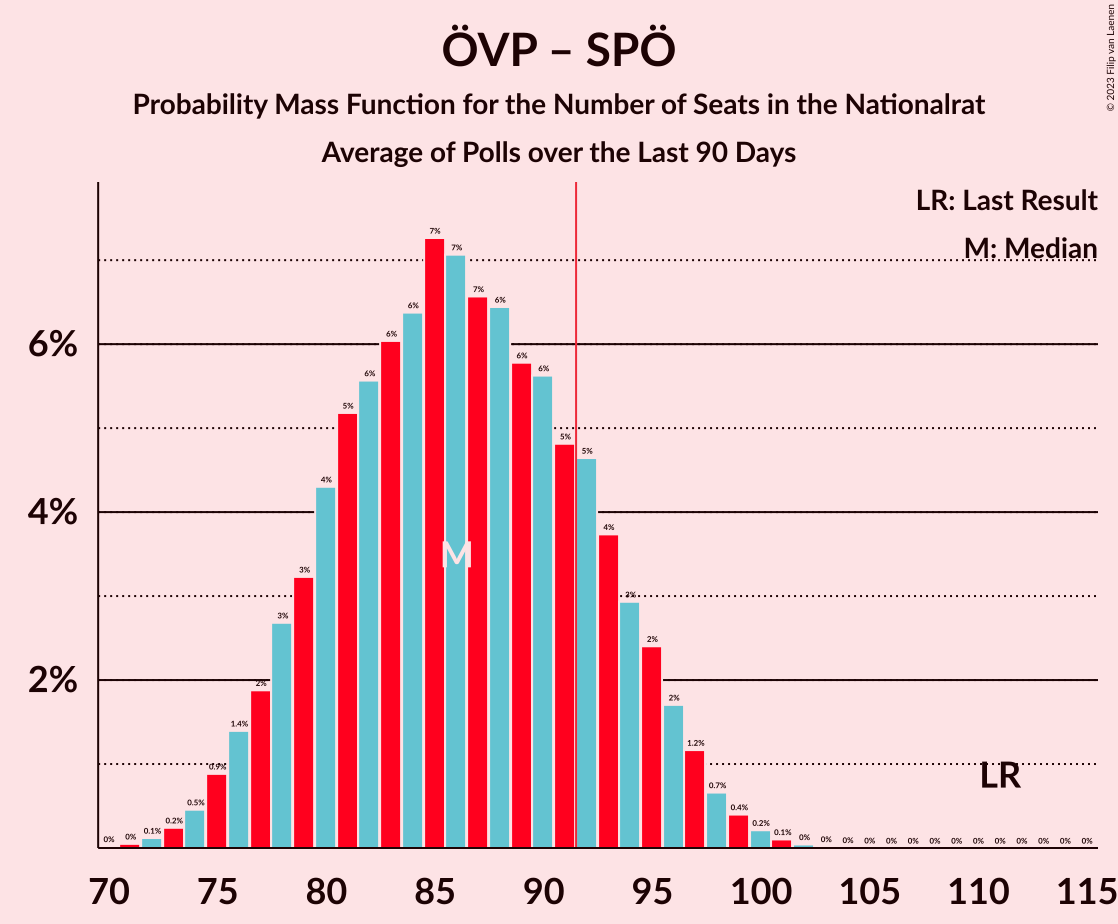 ÖVP – SPÖ
Probability Mass Function for the Number of Seats in the Nationalrat
Average of Polls over the Last 90 Days
© 2023 Filip van Laenen
LR: Last Result
M: Median
6%
4%
2%
0% 0% 0.1% 0.2% 0.5% 0.9% 1.4% 2% 3% 3% 4% 5% 6% 6% 6% 7% 7% 7% 6% 6% 6% 5% 5% 4% 3% 2% 2% 1.2% 0.7% 0.4% 0.2% 0.1% 0% 0% 0% 0% 0% 0% 0% 0% 0% 0% 0% 0% 0% 0%
M
LR
70 75 80 85 90 95 100 105 110 115